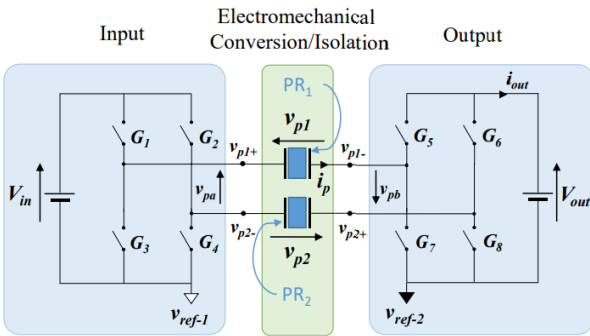 Electromechanical
Input Conversion/Isolation Output
PR1
iout
vp1
G1 G2 G5 G6
vp1+ vp1-
Vin vpa ip vpb Vout
vp2- vp2+
G3 G4 vp2 G7 G8
PR2
vref-1 vref-2